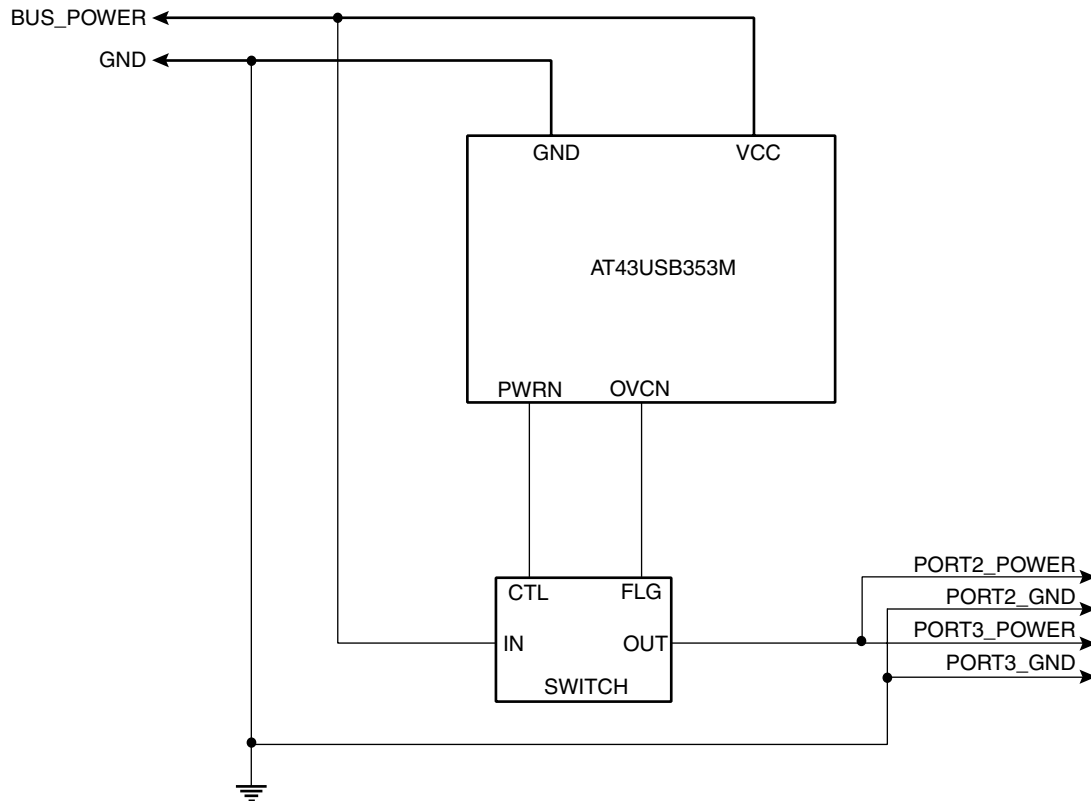 BUS_POWER
GND
GND VCC
AT43USB353M
PWRN OVCN
PORT2_POWER
CTL FLG
PORT2_GND
PORT3_POWER
IN OUT
PORT3_GND
SWITCH